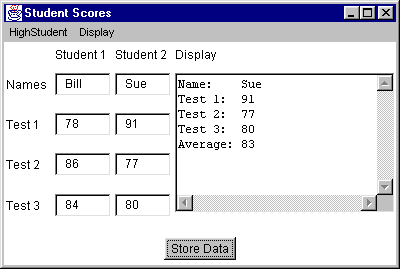 Student Scores
HighStudent Display
Student 1 Student 2 Display
Names Bill Sue
Name: Sue
Test 1: 91
Test 2: 77
Test 3: 80
Average: 83
Test 1 78 91
Test 2 86 77
Test 3 84 80
Store Data